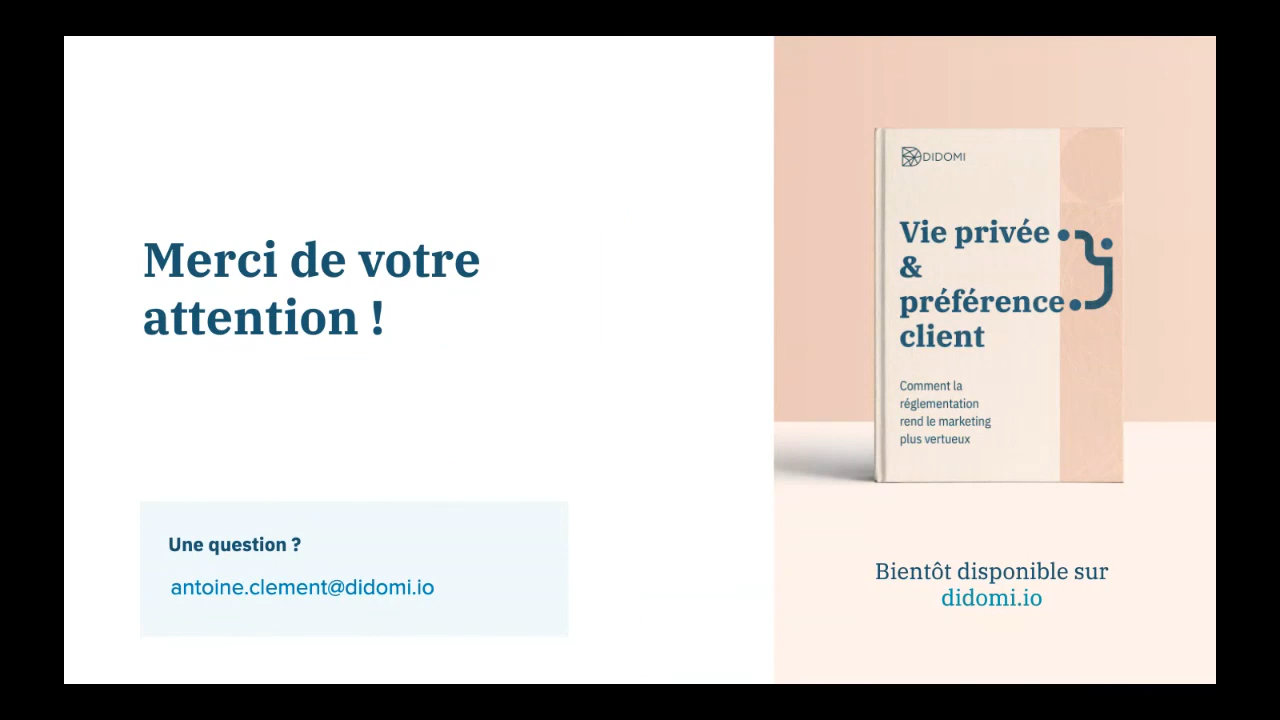 Merci de votre
attention !
Une question ?
antoine.clement@didomi.io
DIDOMI
Vie privée
&
préférence
client
Comment la
réglementation
rend le marketing
plus vertueux
Bientôt disponible sur
didomi.io